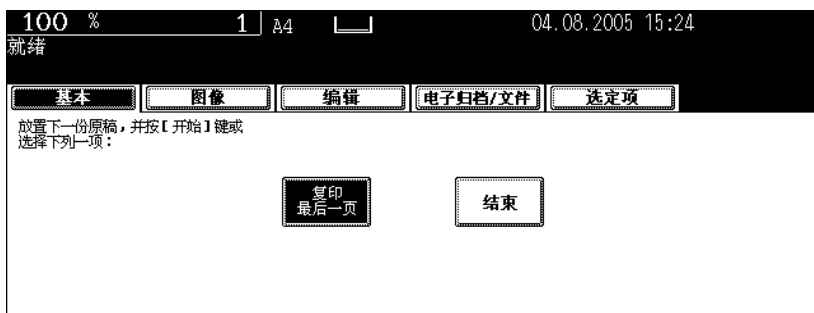 100 % 1 A4 04.08.2005 15:24
就绪
基本 图像 编辑 电子归档/文件 选定项
放置下一份原稿,并按[开始]键或
选择下列一项:
复印 结束
最后一页